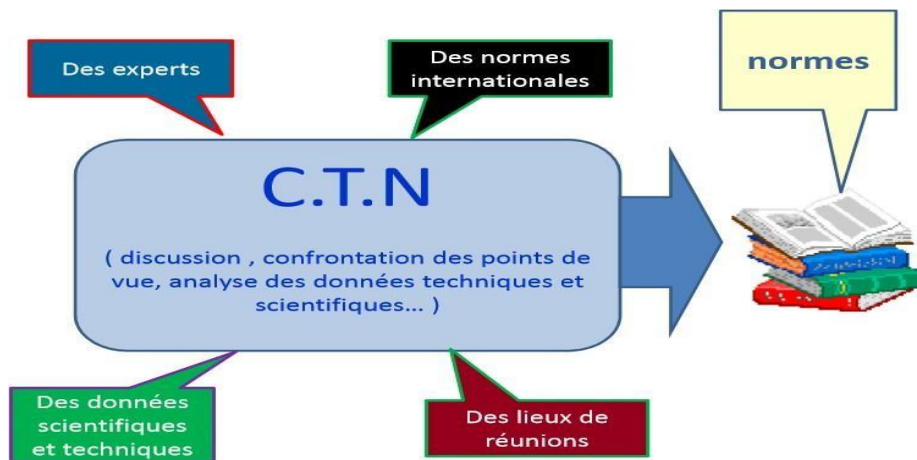 Des experts
Des normes
internationales
normes
C.T.N
( discussion , confrontation des points de
vue, analyse des données techniques et
scientifiques... )
Des données
scientifiques
et techniques
Des lieux de
réunions